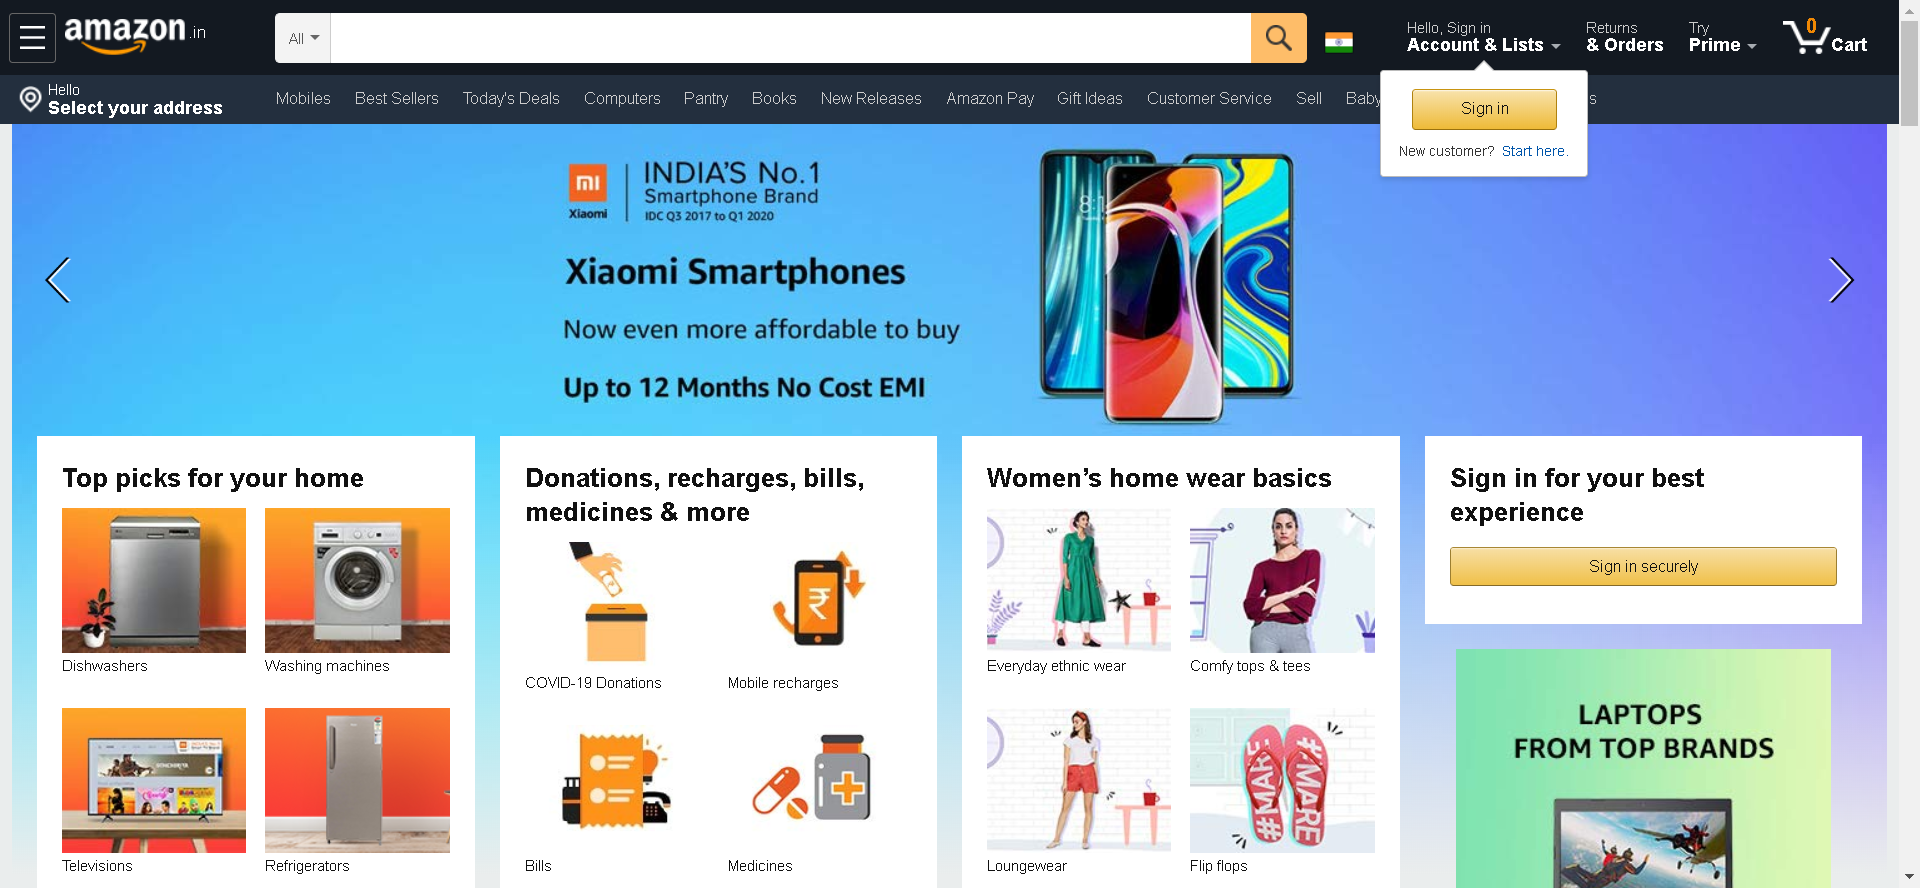 amazon.in
All
Hello, Sign in
Account & Lists
Returns
& Orders
Try
Prime
0
Cart
Hello
Select your address
Mobiles
Best Sellers
Today's Deals
Computers
Pantry
Books
New Releases
Amazon Pay
Gift Ideas
Customer Service
Sell
Baby
Sign in
New customer? Start here.
mi
Xiaomi
INDIA'S No.1
Smartphone Brand
IDC Q3 2017 to Q1 2020
Xiaomi Smartphones
Now even more affordable to buy
Up to 12 Months No Cost EMI
Top picks for your home
Dishwashers
Washing machines
Televisions
Refrigerators
Donations, recharges, bills,
medicines & more
COVID-19 Donations
Mobile recharges
Bills
Medicines
Women’s home wear basics
Everyday ethnic wear
Comfy tops & tees
#MARE
#MARE
Loungewear
Flip flops
Sign in for your best
experience
Sign in securely
LAPTOPS
FROM TOP BRANDS